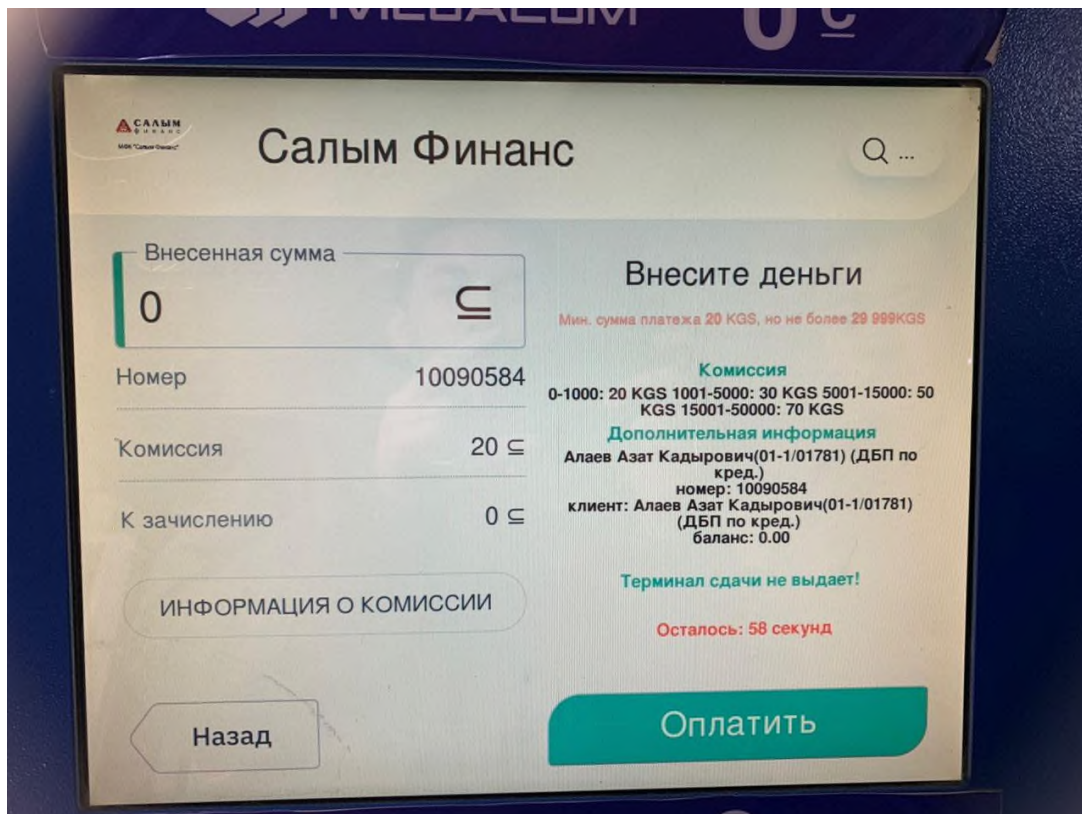 MEGACOM
0 c
САЛЫМ
ФИНАНС
МФК "Салым Финанс"
Салым Финанс
...
Внесенная сумма
0 с
Номер 10090584
Комиссия 20 с
К зачислению 0 с
ИНФОРМАЦИЯ О КОМИССИИ
Назад
Внесите деньги
Мин. сумма платежа 20 KGS, но не более 29 999KGS
Комиссия
0-1000: 20 KGS 1001-5000: 30 KGS 5001-15000: 50
KGS 15001-50000: 70 KGS
Дополнительная информация
Алаев Азат Кадырович(01-1/01781) (ДБП по
кред.)
номер: 10090584
клиент: Алаев Азат Кадырович(01-1/01781)
(ДБП по кред.)
баланс: 0.00
Терминал сдачи не выдает!
Осталось: 58 секунд
Оплатить